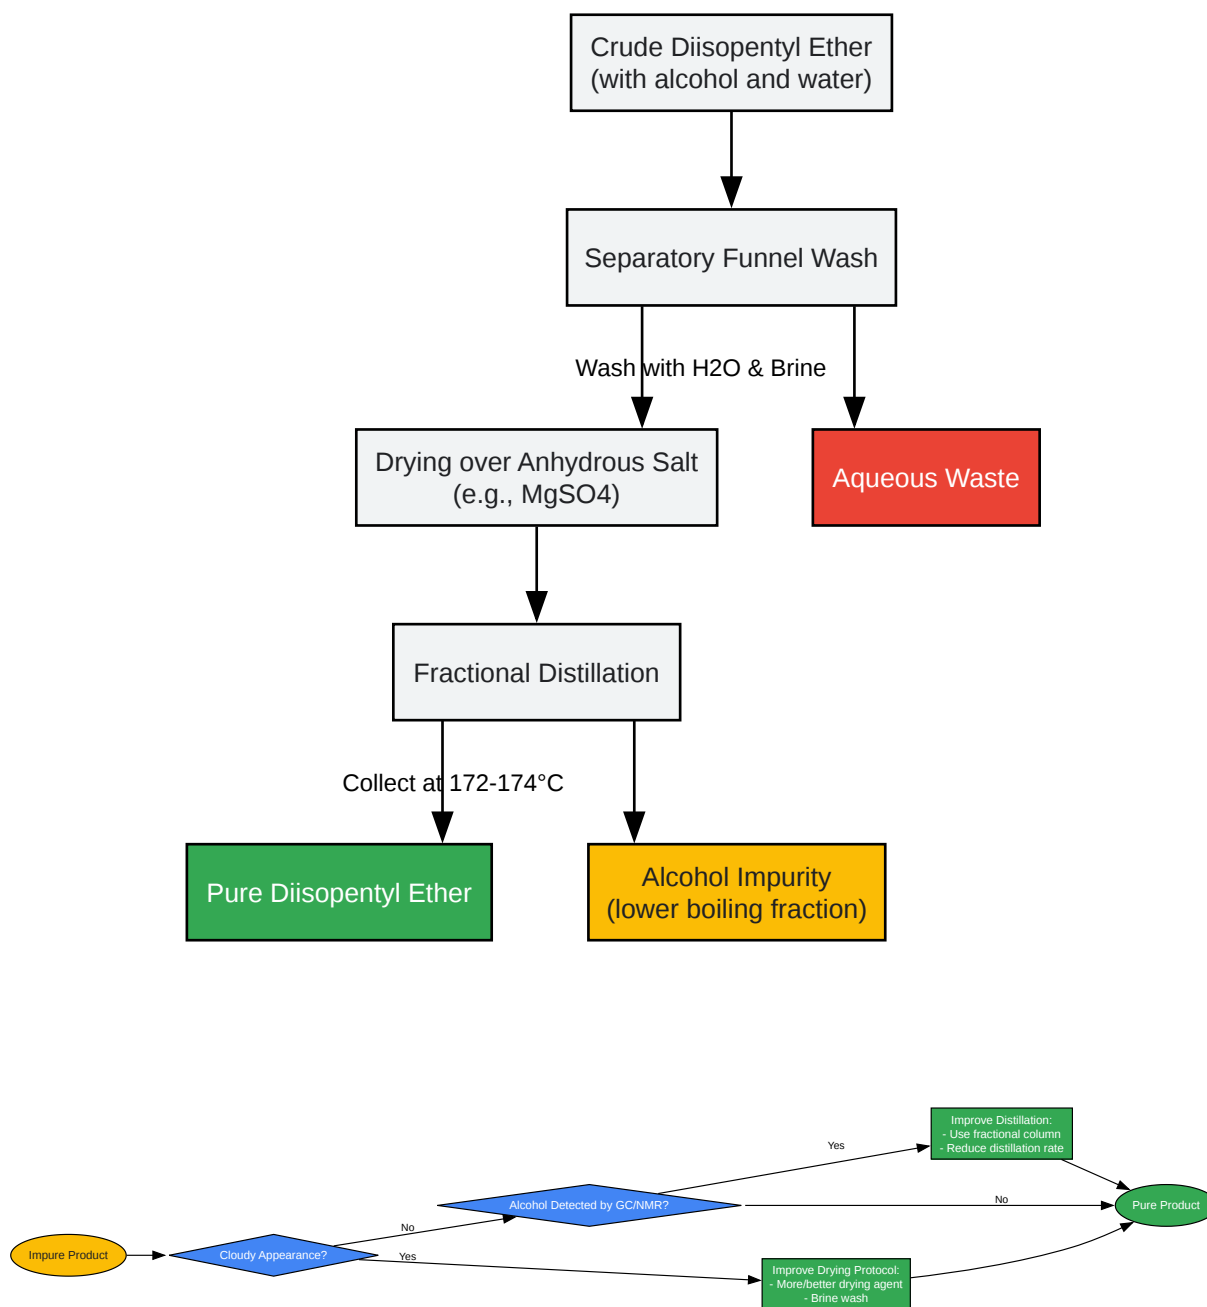 Crude Diisopentyl Ether
(with alcohol and water)
Separatory Funnel Wash
Wash with H2O & Brine
Drying over Anhydrous Salt
(e.g., MgSO4)
Aqueous Waste
Fractional Distillation
Collect at 172-174°C
Pure Diisopentyl Ether
Alcohol Impurity
(lower boiling fraction)
Impure Product
Cloudy Appearance?
No
Yes
Alcohol Detected by GC/NMR?
Yes
No
Improve Distillation:
- Use fractional column
- Reduce distillation rate
Improve Drying Protocol:
- More/better drying agent
- Brine wash
Pure Product